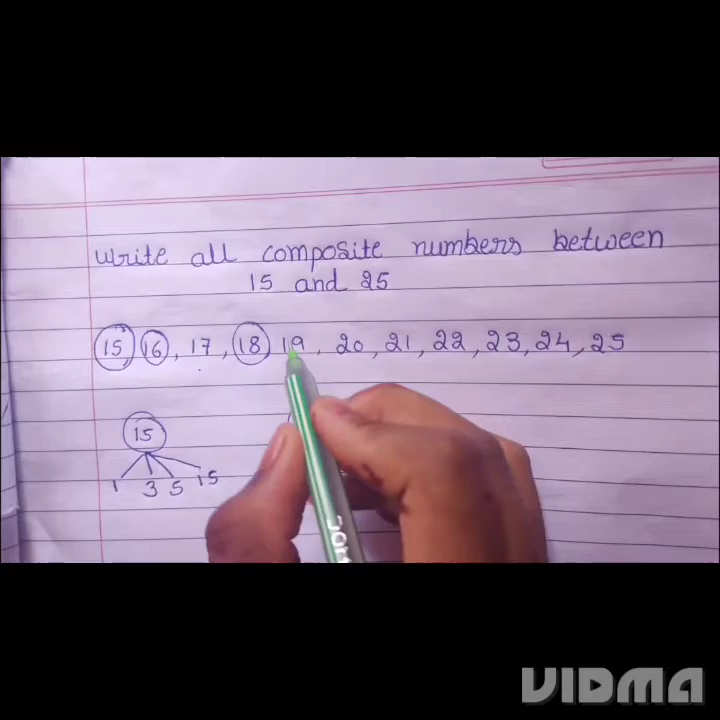 write all composite numbers between
15 and 25
15, 16, 17, 18 19, 20, 21, 22, 23, 24, 25
15
1 3 5 15
VIDMA